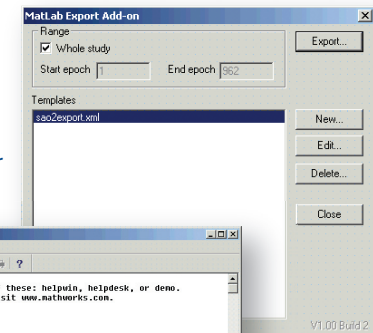 MatLab Export Add-on
Range
Whole study
Export...
Start epoch 1 End epoch 962
Templates
sao2export.xml
New...
Edit...
Delete...
Close
?
these: helpwin, helpdesk, or demo.
sit www.mathworks.com.
V1.00 Build 2